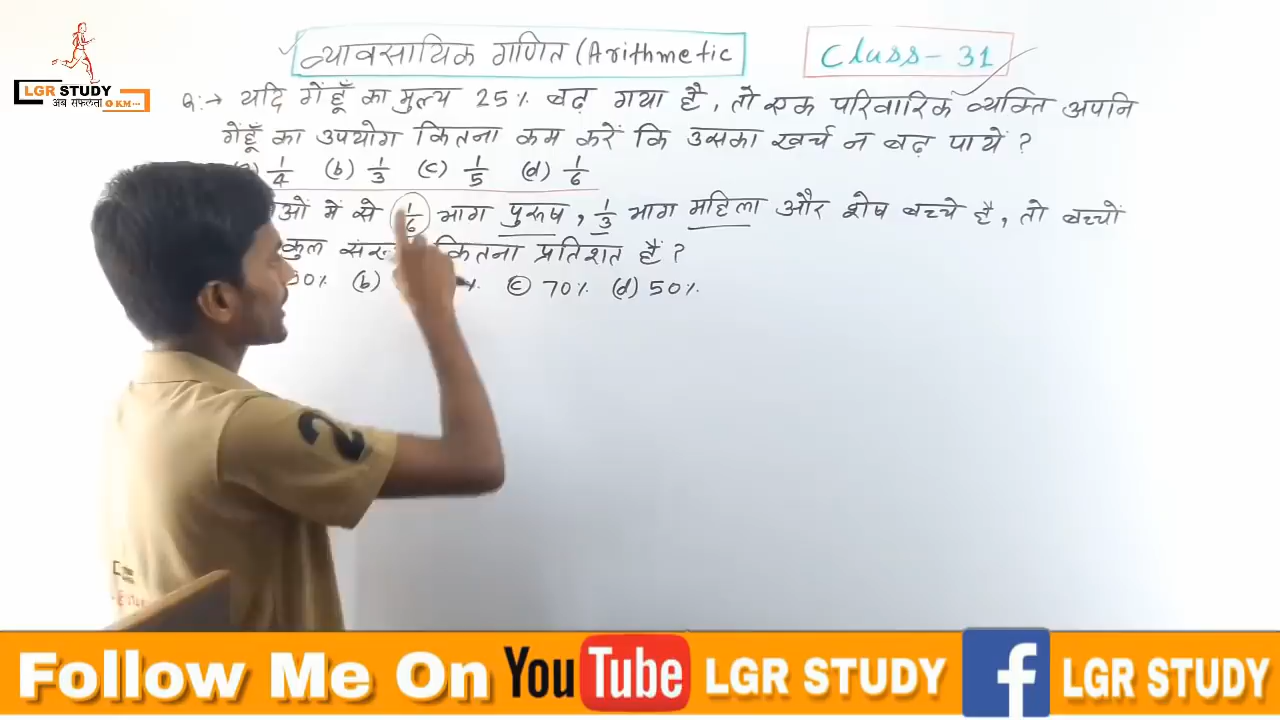 व्यावसायिक गणित (Arithmetic
Class - 31
LGR STUDY
अब सफलता 0 KM...
Q:→ यदि गेंहूँ का मुल्य 25% बढ़ गया है, तो एक परिवारिक व्यक्ति अपनि
गेंहूँ का उपयोग कितना कम करें कि उसका खर्च न बढ़ पायें ?
1/4 (b) 1/3 (c) 1/5 (d) 1/6
ओं में से 1/6 भाग पुरूष, 1/3 भाग महिला और शेष बच्चे है, तो बच्चों
कुल कितना प्रतिशत हैं ?
(b) % (c) 70% (d) 50%
Follow Me On YouTube LGR STUDY f LGR STUDY